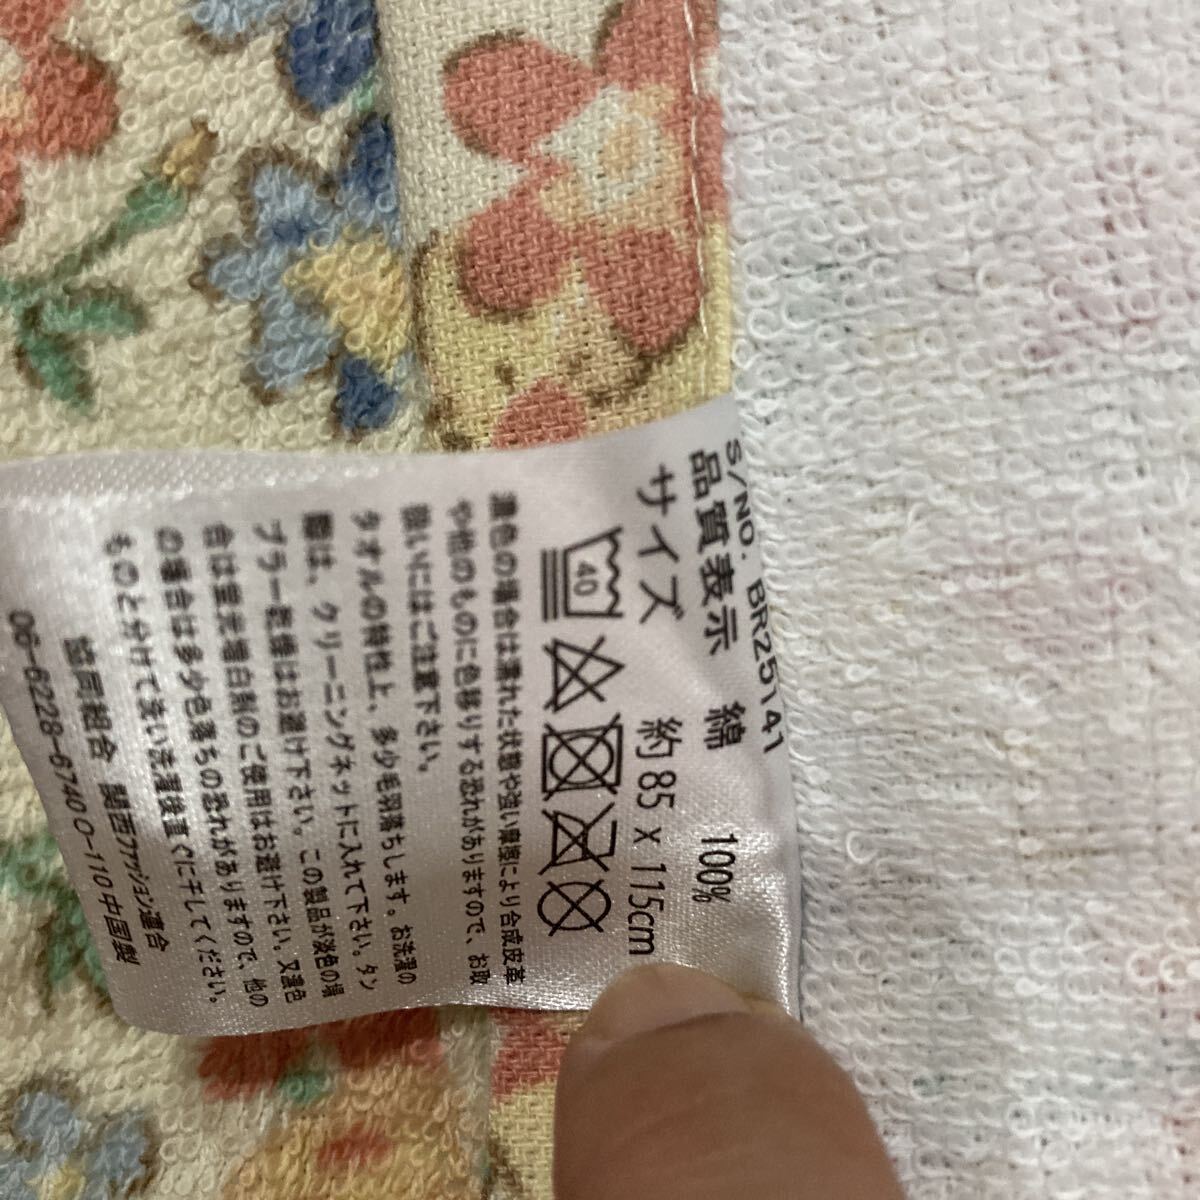 S/NO. BR25141
品質表示 綿 100%
サイズ 約 85 x 115cm
40
濃色の場合は濡れた状態や強い摩擦により合成皮革
や他のものに色移りする恐れがありますので、お取
扱いにはご注意下さい。
タオルの特性上、多少毛羽落ちします。お洗濯の
際は、クリーニングネットに入れて下さい。タン
ブラー乾燥はお避け下さい。この製品が淡色の場
合は蛍光増白剤のご使用はお避け下さい。又濃色
の場合は多少色落ちの恐れがありますので、他の
ものと分けて洗い洗濯後直ぐに干してください。
協同組合 関西ファッション連合
06-6228-6740 O-110 中国製